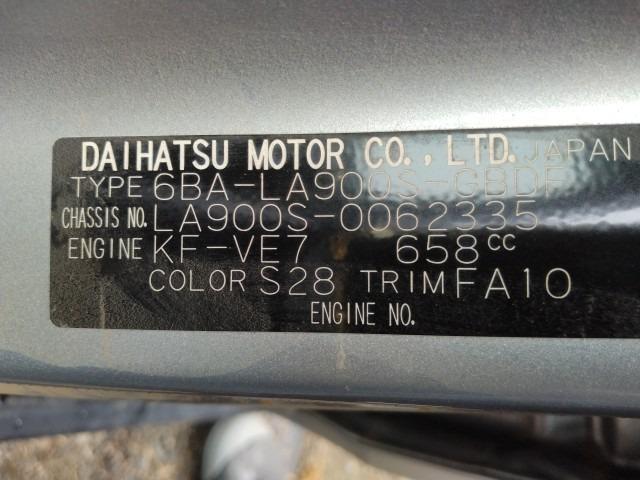 DAIHATSU MOTOR CO., LTD. JAPAN
TYPE 6BA-LA900S-GBDF
CHASSIS NO. LA900S-0062335
ENGINE KF-VE7 658CC
COLOR S28 TRIM FA10
ENGINE NO.